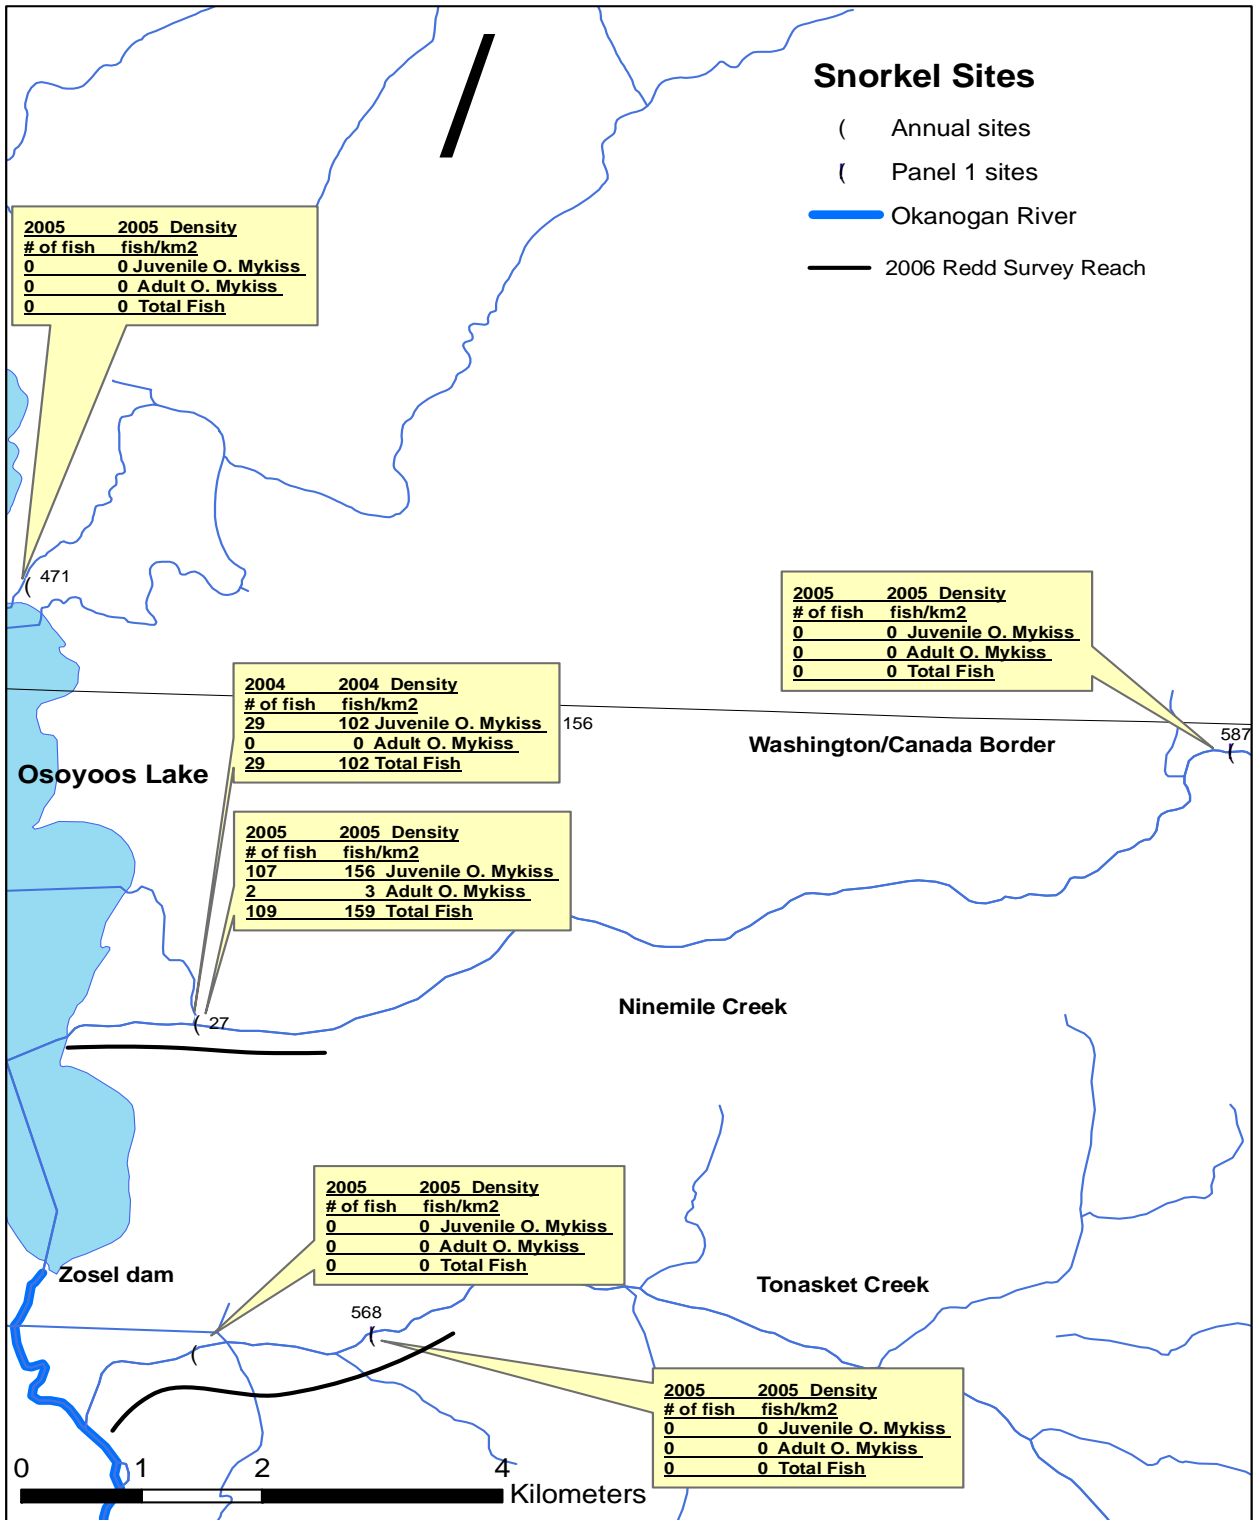 Snorkel Sites
( Annual sites
( Panel 1 sites
Okanogan River
2006 Redd Survey Reach
2005 2005 Density
# of fish fish/km2
0 0 Juvenile O. Mykiss
0 0 Adult O. Mykiss
0 0 Total Fish
471
2005 2005 Density
# of fish fish/km2
0 0 Juvenile O. Mykiss
0 0 Adult O. Mykiss
0 0 Total Fish
587
2004 2004 Density
# of fish fish/km2
29 102 Juvenile O. Mykiss
0 0 Adult O. Mykiss
29 102 Total Fish
156
Washington/Canada Border
Osoyoos Lake
2005 2005 Density
# of fish fish/km2
107 156 Juvenile O. Mykiss
2 3 Adult O. Mykiss
109 159 Total Fish
27
Ninemile Creek
2005 2005 Density
# of fish fish/km2
0 0 Juvenile O. Mykiss
0 0 Adult O. Mykiss
0 0 Total Fish
Zosel dam
Tonasket Creek
568
2005 2005 Density
# of fish fish/km2
0 0 Juvenile O. Mykiss
0 0 Adult O. Mykiss
0 0 Total Fish
0 1 2 4
Kilometers